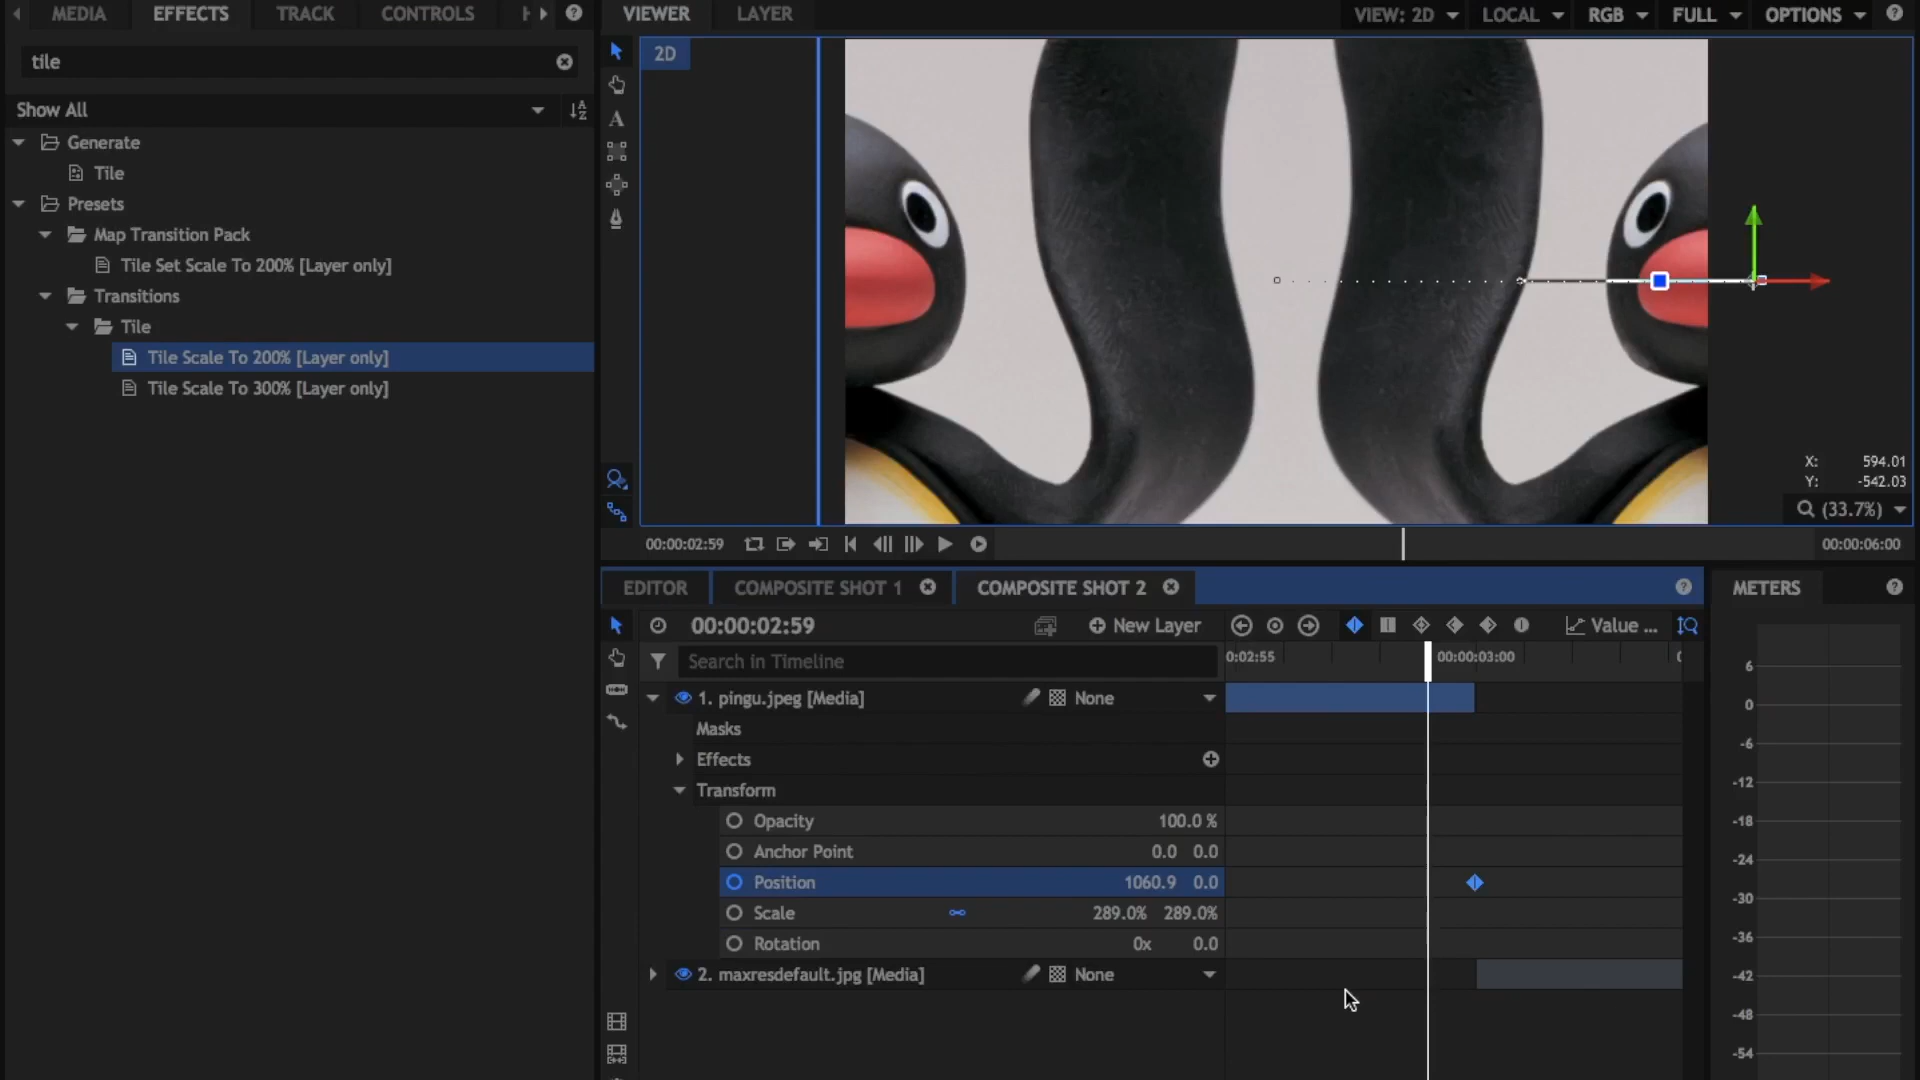 MEDIA EFFECTS TRACK CONTROLS
tile
Show All
Generate
Tile
Presets
Map Transition Pack
Tile Set Scale To 200% [Layer only]
Transitions
Tile
Tile Scale To 200% [Layer only]
Tile Scale To 300% [Layer only]
VIEWER LAYER
VIEW: 2D LOCAL RGB FULL OPTIONS
2D
A
X: 594.01
Y: -542.03
(33.7%)
00:00:02:59
00:00:06:00
EDITOR COMPOSITE SHOT 1 COMPOSITE SHOT 2
00:00:02:59 New Layer Value ...
Search in Timeline
0:02:55 00:00:03:00
1. pingu.jpeg [Media] None
Masks
Effects
Transform
Opacity 100.0 %
Anchor Point 0.0 0.0
Position 1060.9 0.0
Scale 289.0% 289.0%
Rotation 0x 0.0
2. maxresdefault.jpg [Media] None
METERS
6
0
-6
-12
-18
-24
-30
-36
-42
-48
-54